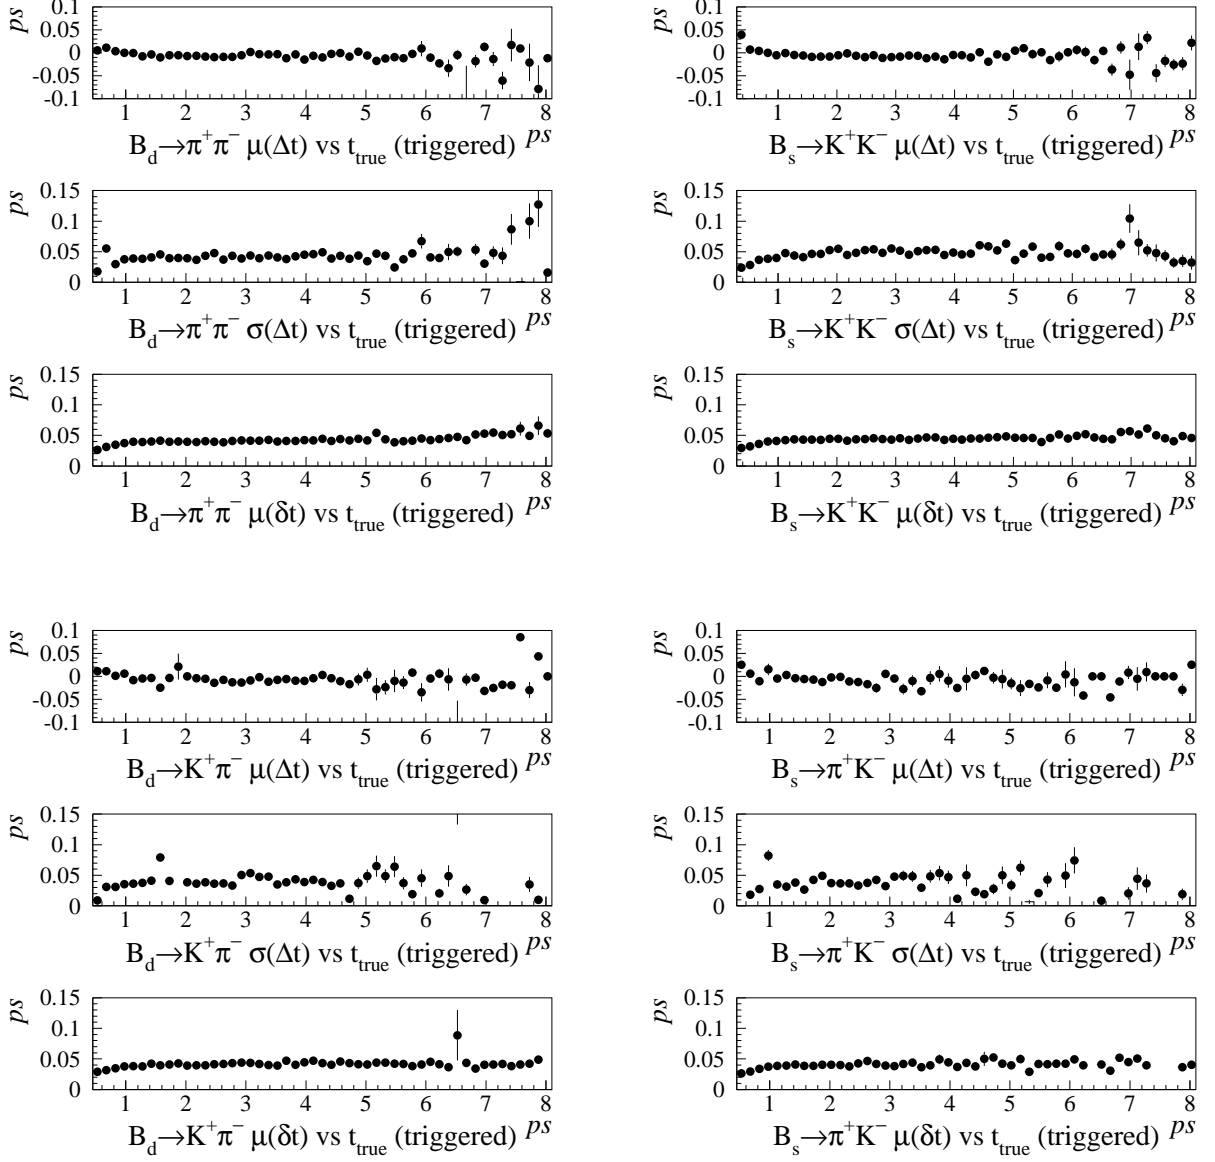 ps
0.1
0.05
0
-0.05
-0.1
1 2 3 4 5 6 7 8
B_d→π⁺π⁻ μ(Δt) vs t_true (triggered) ps
ps
0.1
0.05
0
-0.05
-0.1
1 2 3 4 5 6 7 8
B_s→K⁺K⁻ μ(Δt) vs t_true (triggered) ps
ps
0.15
0.1
0.05
0
1 2 3 4 5 6 7 8
B_d→π⁺π⁻ σ(Δt) vs t_true (triggered) ps
ps
0.15
0.1
0.05
0
1 2 3 4 5 6 7 8
B_s→K⁺K⁻ σ(Δt) vs t_true (triggered) ps
ps
0.15
0.1
0.05
0
1 2 3 4 5 6 7 8
B_d→π⁺π⁻ μ(δt) vs t_true (triggered) ps
ps
0.15
0.1
0.05
0
1 2 3 4 5 6 7 8
B_s→K⁺K⁻ μ(δt) vs t_true (triggered) ps
ps
0.1
0.05
0
-0.05
-0.1
1 2 3 4 5 6 7 8
B_d→K⁺π⁻ μ(Δt) vs t_true (triggered) ps
ps
0.1
0.05
0
-0.05
-0.1
1 2 3 4 5 6 7 8
B_s→π⁺K⁻ μ(Δt) vs t_true (triggered) ps
ps
0.15
0.1
0.05
0
1 2 3 4 5 6 7 8
B_d→K⁺π⁻ σ(Δt) vs t_true (triggered) ps
ps
0.15
0.1
0.05
0
1 2 3 4 5 6 7 8
B_s→π⁺K⁻ σ(Δt) vs t_true (triggered) ps
ps
0.15
0.1
0.05
0
1 2 3 4 5 6 7 8
B_d→K⁺π⁻ μ(δt) vs t_true (triggered) ps
ps
0.15
0.1
0.05
0
1 2 3 4 5 6 7 8
B_s→π⁺K⁻ μ(δt) vs t_true (triggered) ps